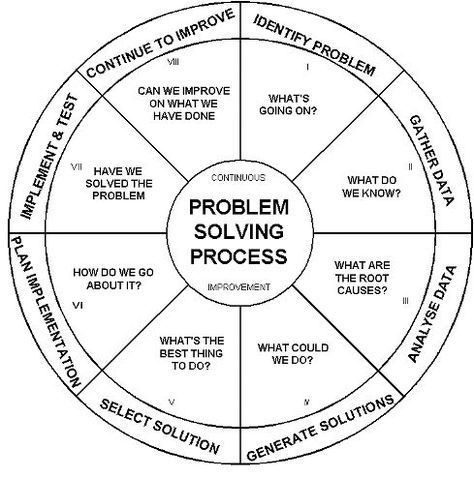 CONTINUOUS
PROBLEM
SOLVING
PROCESS
IMPROVEMENT
IDENTIFY PROBLEM
I
WHAT'S
GOING ON?
GATHER DATA
II
WHAT DO
WE KNOW?
ANALYSE DATA
WHAT ARE
THE ROOT
CAUSES?
III
GENERATE SOLUTIONS
WHAT COULD
WE DO?
IV
SELECT SOLUTION
WHAT'S THE
BEST THING
TO DO?
V
PLAN IMPLEMENTATION
HOW DO WE GO
ABOUT IT?
VI
IMPLEMENT & TEST
VII
HAVE WE
SOLVED THE
PROBLEM
CONTINUE TO IMPROVE
VIII
CAN WE IMPROVE
ON WHAT WE
HAVE DONE